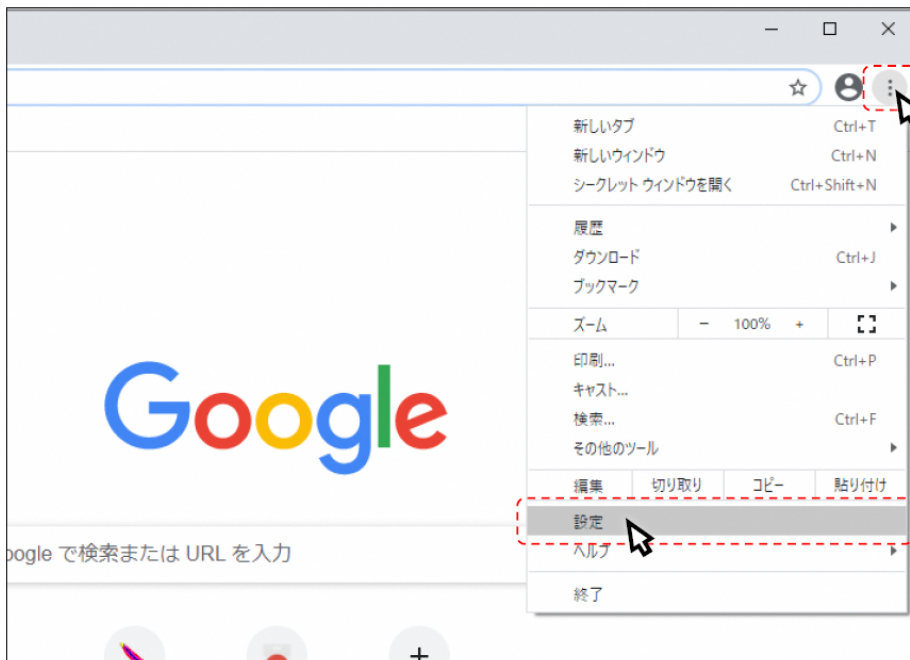 新しいタブ Ctrl+T
新しいウィンドウ Ctrl+N
シークレット ウィンドウを開く Ctrl+Shift+N
履歴
ダウンロード Ctrl+J
ブックマーク
ズーム － 100% ＋
印刷... Ctrl+P
キャスト...
検索... Ctrl+F
その他のツール
編集 切り取り コピー 貼り付け
設定
ヘルプ
終了
Google
oogle で検索または URL を入力